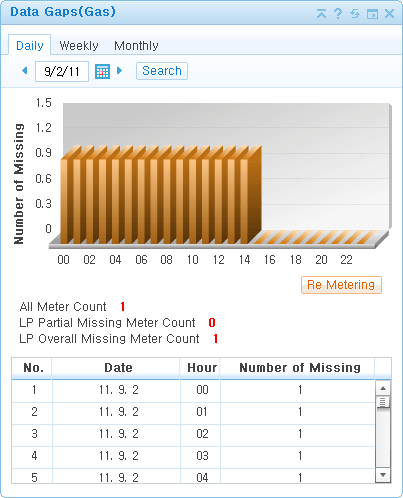 Data Gaps(Gas)
Daily Weekly Monthly
9/2/11 Search
1.5
1.2
0.9
0.6
0.3
0
Number of Missing
00 02 04 06 08 10 12 14 16 18 20 22
Re Metering
All Meter Count 1
LP Partial Missing Meter Count 0
LP Overall Missing Meter Count 1
No. Date Hour Number of Missing
1 11. 9. 2 00 1
2 11. 9. 2 01 1
3 11. 9. 2 02 1
4 11. 9. 2 03 1
5 11. 9. 2 04 1